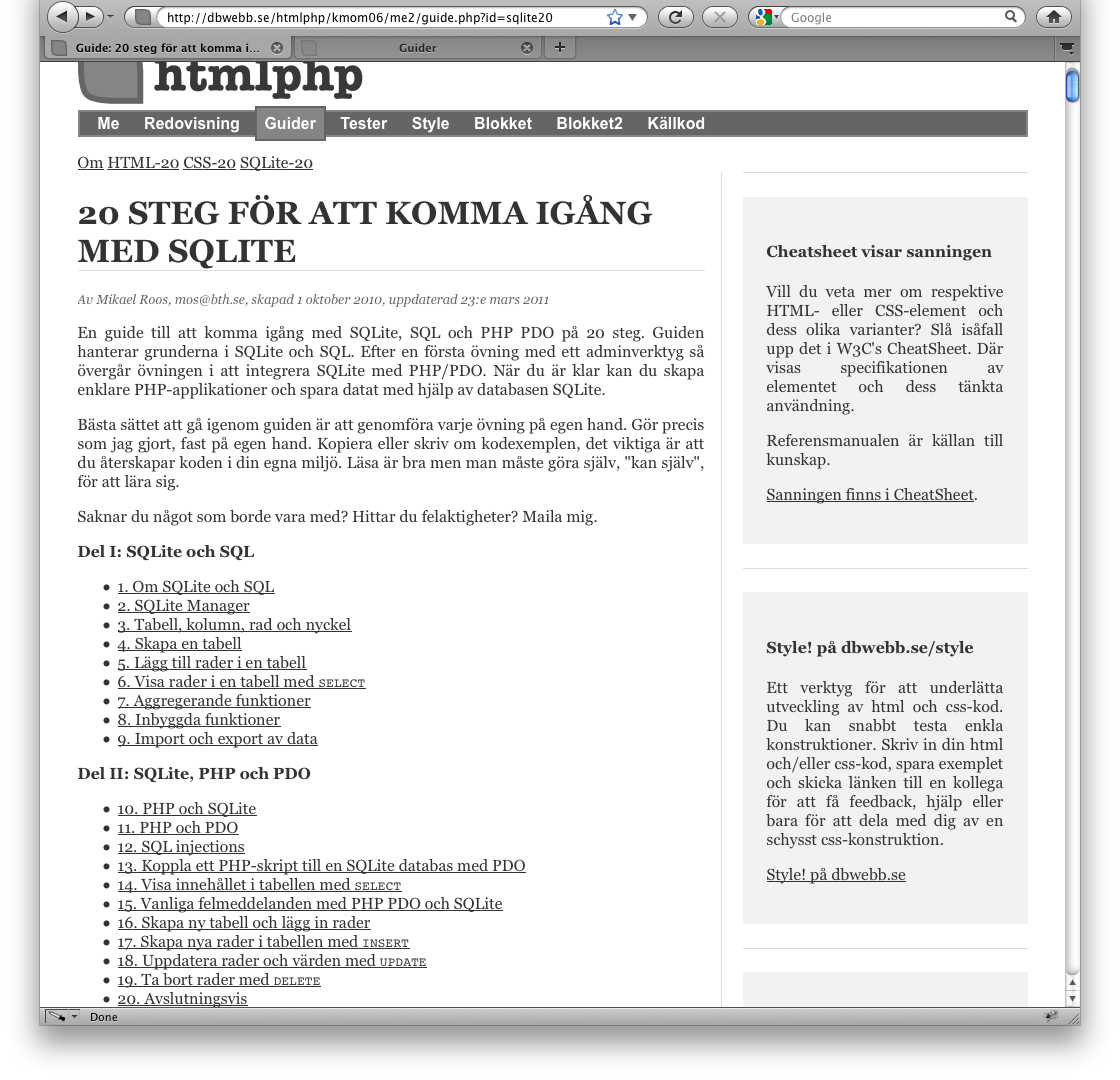 http://dbwebb.se/htmlphp/kmom06/me2/guide.php?id=sqlite20
Google
Guide: 20 steg för att komma i...
Guider
htmlphp
Me Redovisning Guider Tester Style Blokket Blokket2 Källkod
Om HTML-20 CSS-20 SQLite-20
20 STEG FÖR ATT KOMMA IGÅNG
MED SQLITE
Av Mikael Roos, mos@bth.se, skapad 1 oktober 2010, uppdaterad 23:e mars 2011
En guide till att komma igång med SQLite, SQL och PHP PDO på 20 steg. Guiden
hanterar grunderna i SQLite och SQL. Efter en första övning med ett adminverktyg så
övergår övningen i att integrera SQLite med PHP/PDO. När du är klar kan du skapa
enklare PHP-applikationer och spara datat med hjälp av databasen SQLite.
Bästa sättet att gå igenom guiden är att genomföra varje övning på egen hand. Gör precis
som jag gjort, fast på egen hand. Kopiera eller skriv om kodexemplen, det viktiga är att
du återskapar koden i din egna miljö. Läsa är bra men man måste göra själv, "kan själv",
för att lära sig.
Saknar du något som borde vara med? Hittar du felaktigheter? Maila mig.
Del I: SQLite och SQL
1. Om SQLite och SQL
2. SQLite Manager
3. Tabell, kolumn, rad och nyckel
4. Skapa en tabell
5. Lägg till rader i en tabell
6. Visa rader i en tabell med SELECT
7. Aggregerande funktioner
8. Inbyggda funktioner
9. Import och export av data
Del II: SQLite, PHP och PDO
10. PHP och SQLite
11. PHP och PDO
12. SQL injections
13. Koppla ett PHP-skript till en SQLite databas med PDO
14. Visa innehållet i tabellen med SELECT
15. Vanliga felmeddelanden med PHP PDO och SQLite
16. Skapa ny tabell och lägg in rader
17. Skapa nya rader i tabellen med INSERT
18. Uppdatera rader och värden med UPDATE
19. Ta bort rader med DELETE
20. Avslutningsvis
Cheatsheet visar sanningen
Vill du veta mer om respektive
HTML- eller CSS-element och
dess olika varianter? Slå isåfall
upp det i W3C's CheatSheet. Där
visas specifikationen av
elementet och dess tänkta
användning.
Referensmanualen är källan till
kunskap.
Sanningen finns i CheatSheet.
Style! på dbwebb.se/style
Ett verktyg för att underlätta
utveckling av html och css-kod.
Du kan snabbt testa enkla
konstruktioner. Skriv in din html
och/eller css-kod, spara exemplet
och skicka länken till en kollega
för att få feedback, hjälp eller
bara för att dela med dig av en
schysst css-konstruktion.
Style! på dbwebb.se
Done